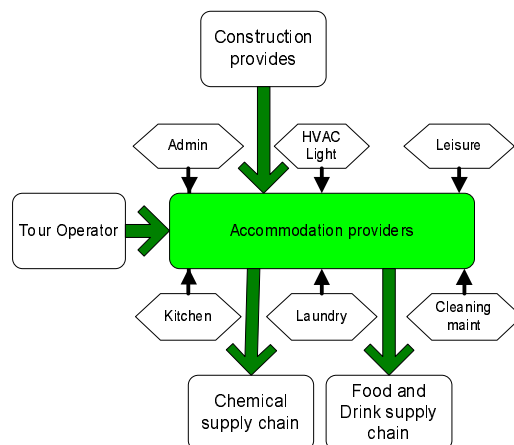 Construction
provides
Admin
HVAC
Light
Leisure
Tour Operator
Accommodation providers
Kitchen
Laundry
Cleaning
maint
Chemical
supply chain
Food and
Drink supply
chain